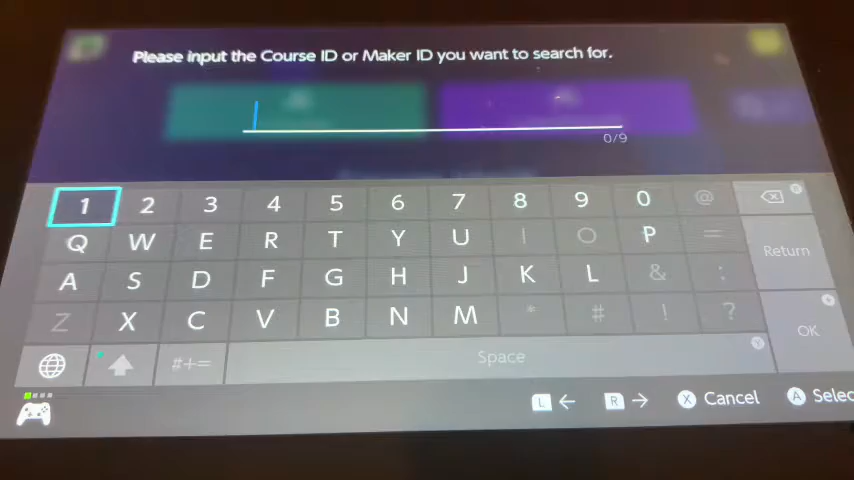 Please input the Course ID or Maker ID you want to search for.
0/9
1 2 3 4 5 6 7 8 9 0 @
Q W E R T Y U I O P = Return
A S D F G H J K L & ;
Z X C V B N M * # ! ? OK
#+= Space Y
L ← R → X Cancel A Selec